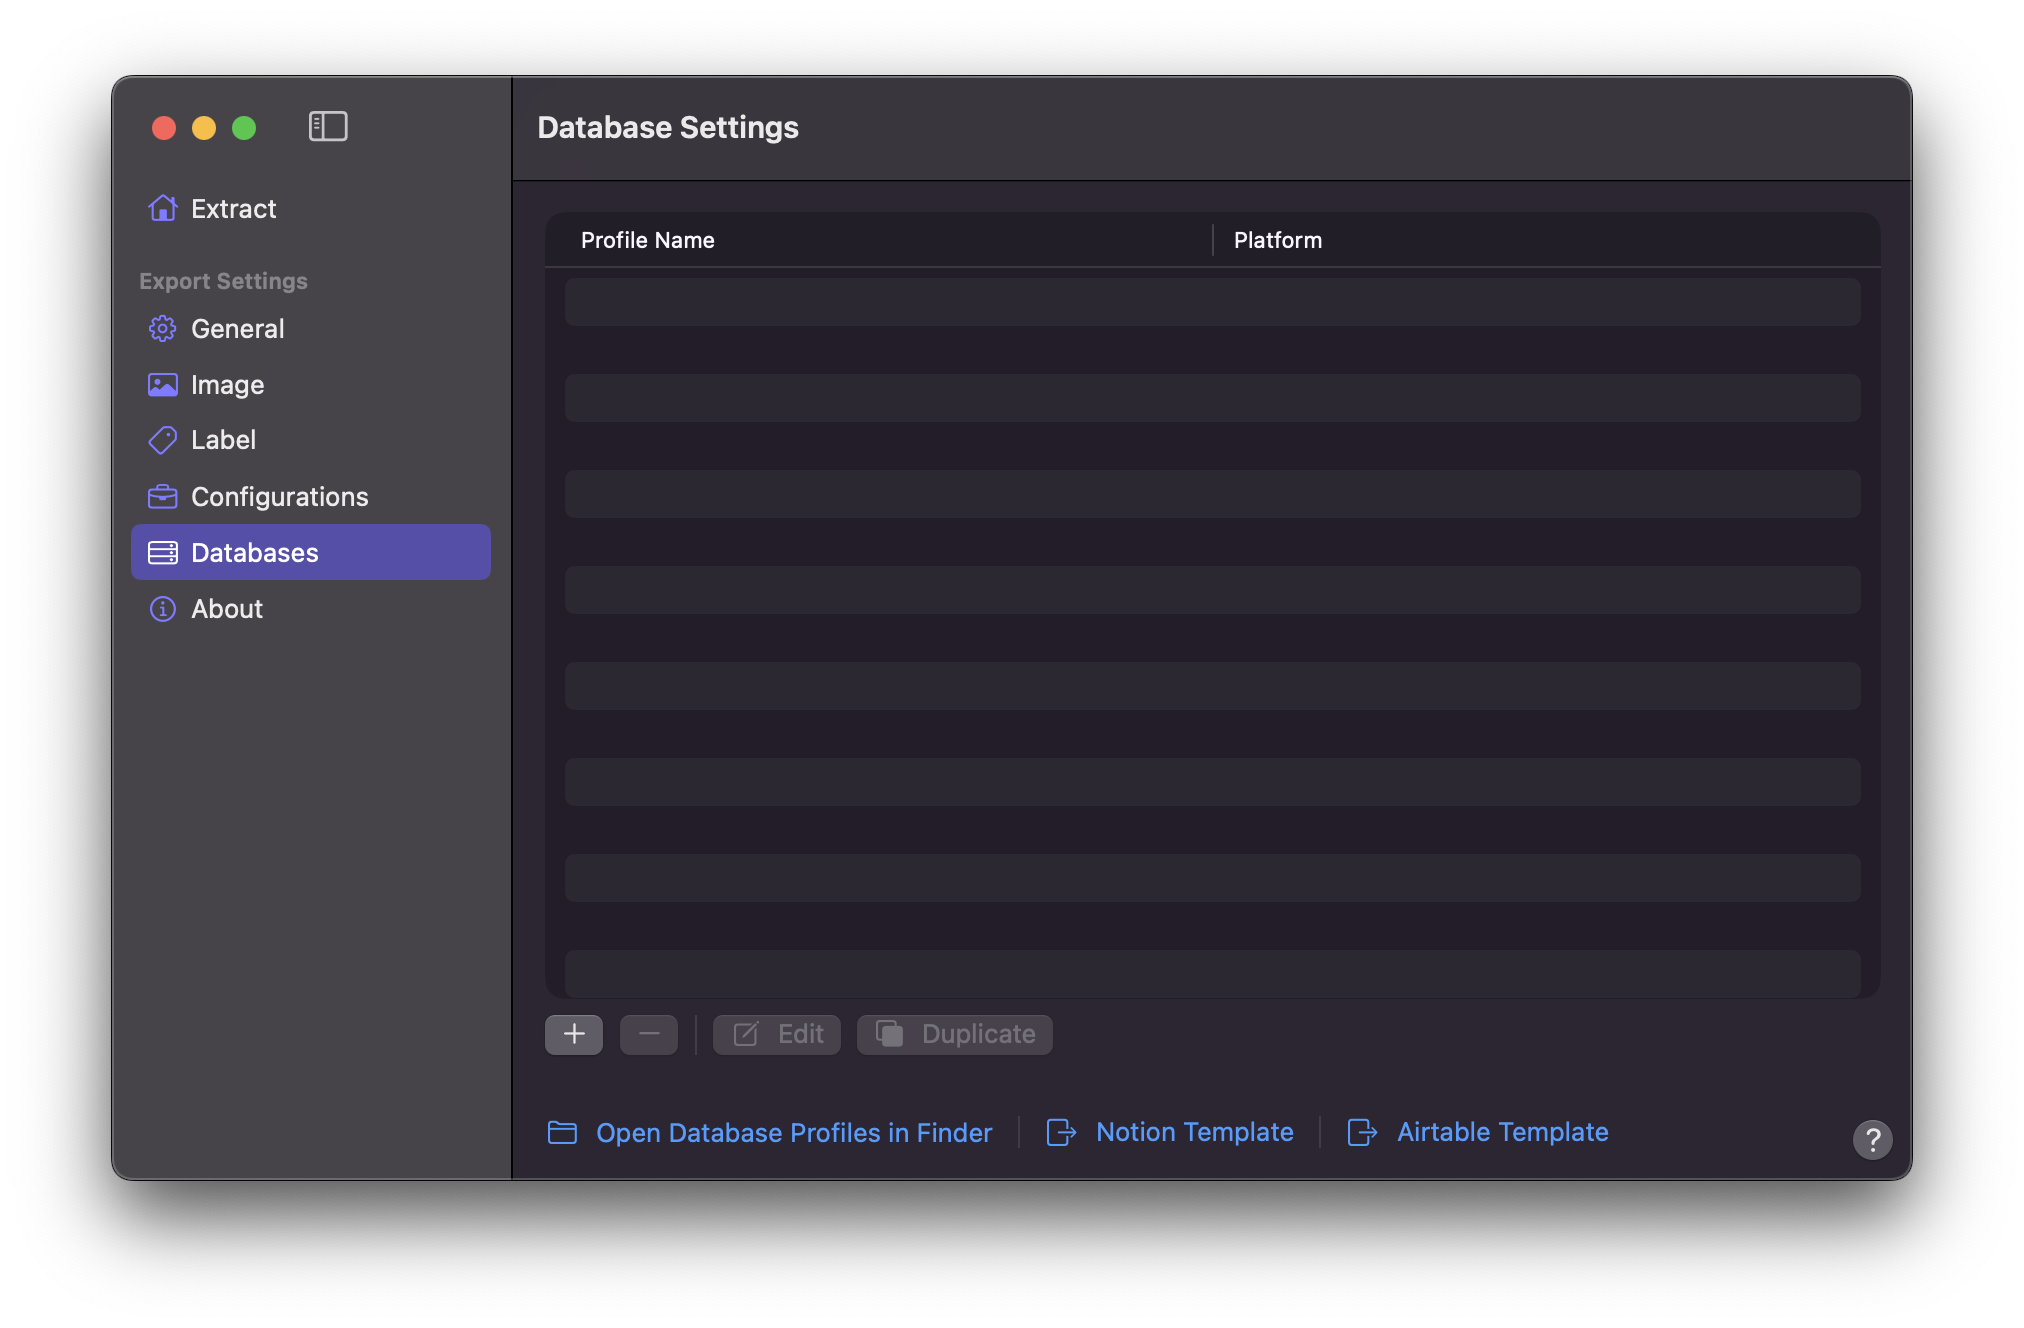 Database Settings
Extract
Export Settings
General
Image
Label
Configurations
Databases
About
Profile Name
Platform
Edit
Duplicate
Open Database Profiles in Finder
Notion Template
Airtable Template
?